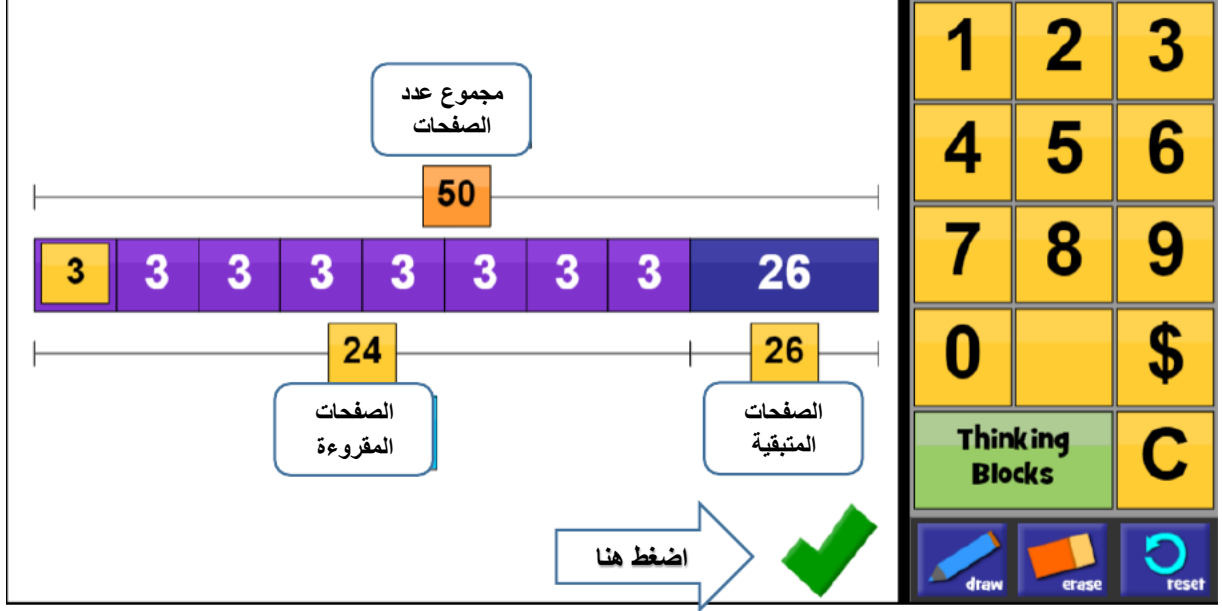 مجموع عدد
الصفحات
50
3 3 3 3 3 3 3 3 26
24 26
الصفحات
المقروءة
الصفحات
المتبقية
اضغط هنا
1 2 3
4 5 6
7 8 9
0 $
Thinking
Blocks
C
draw erase reset